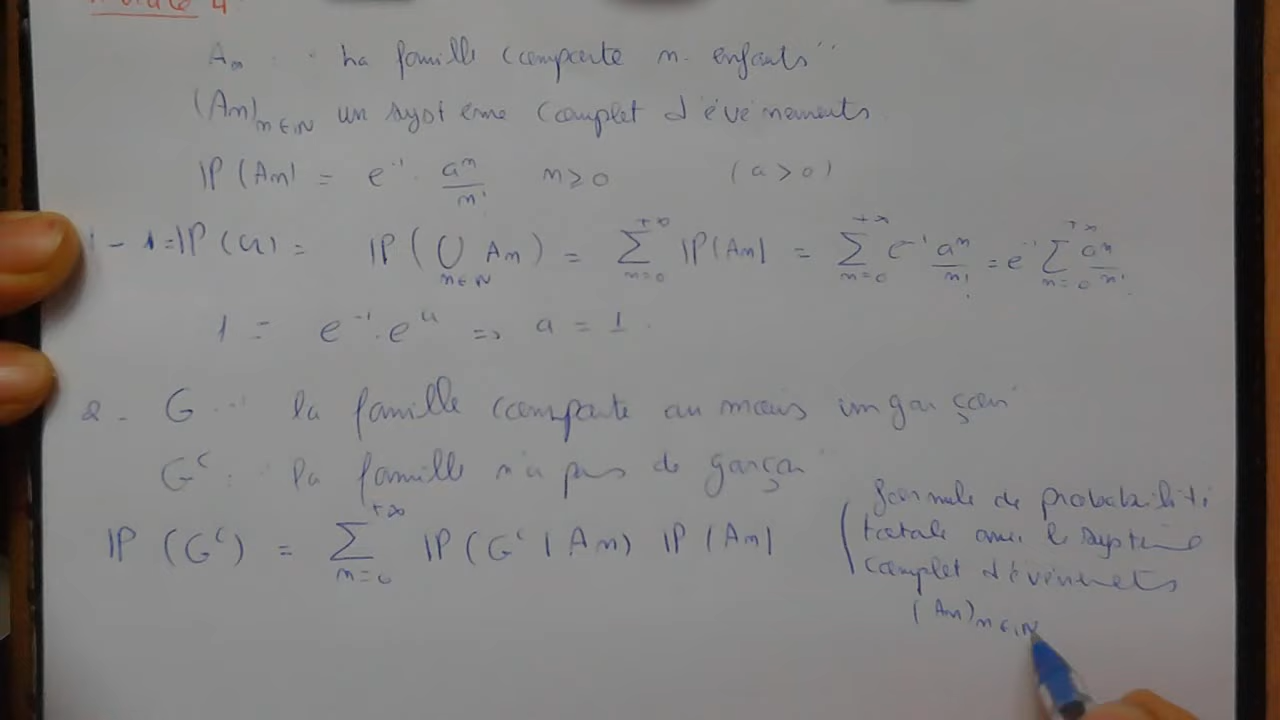 4
An : "La famille comporte n enfants"
(An)n∈ℕ un système complet d'événements
ℙ(An) = e⁻¹ · aⁿ/n! n ≥ 0 (a > 0)
1 - 1 = ℙ(Ω) = ℙ(⋃n∈ℕ An) = ∑n=0^+∞ ℙ(An) = ∑n=0^+∞ e⁻¹ aⁿ/n! = e⁻¹ ∑n=0^+∞ aⁿ/n!
1 = e⁻¹ · eᵃ ⇒ a = 1.
2 - G : "la famille comporte au moins un garçon"
Gᶜ : "la famille n'a pas de garçon"
ℙ(Gᶜ) = ∑n=0^+∞ ℙ(Gᶜ | An) ℙ(An)
(formule de probabilité
totale avec le système
complet d'événements
(An)n∈ℕ